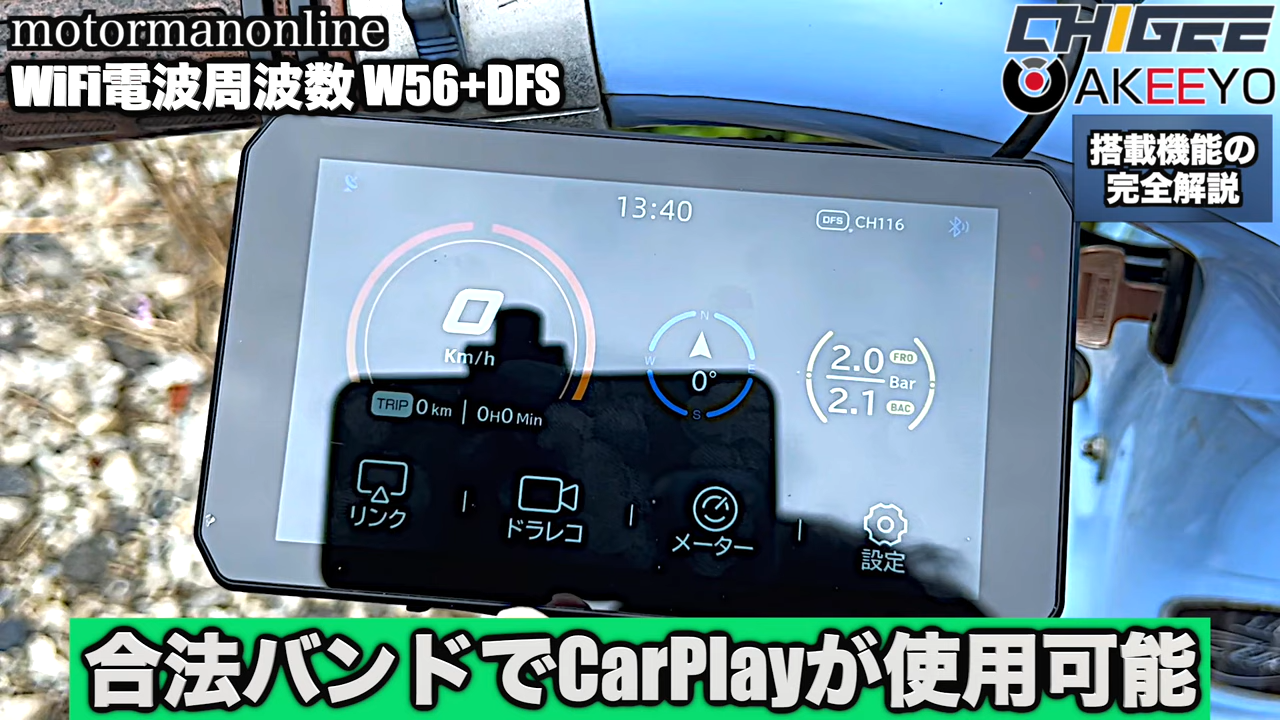 motormanonline
WiFi電波周波数 W56+DFS
CHIGEE
AKEEYO
搭載機能の
完全解説
13:40
DFS CH116
0
Km/h
TRIP 0 km | 0H0 Min
N
W
E
S
0°
2.0 FRO
Bar
2.1 BAC
リンク
ドラレコ
メーター
設定
合法バンドでCarPlayが使用可能